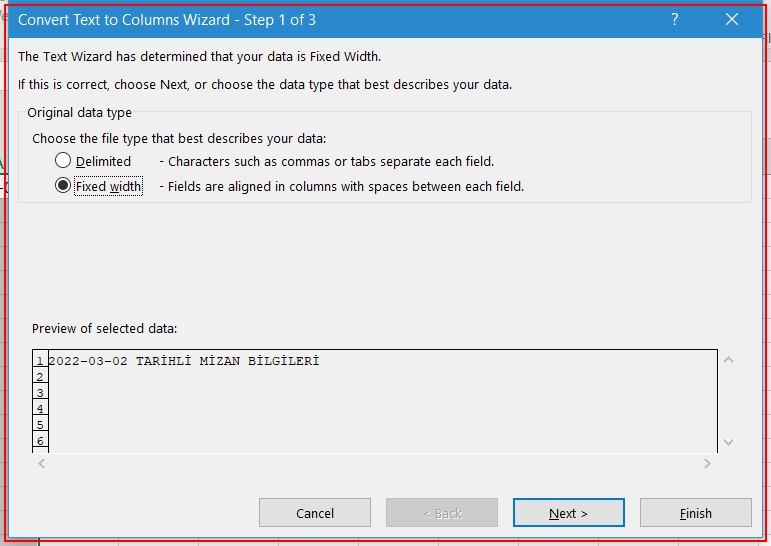 Convert Text to Columns Wizard - Step 1 of 3
?
The Text Wizard has determined that your data is Fixed Width.
If this is correct, choose Next, or choose the data type that best describes your data.
Original data type
Choose the file type that best describes your data:
Delimited - Characters such as commas or tabs separate each field.
Fixed width - Fields are aligned in columns with spaces between each field.
Preview of selected data:
1 2022-03-02 TARİHLİ MİZAN BİLGİLERİ
2
3
4
5
6
Cancel < Back Next > Finish